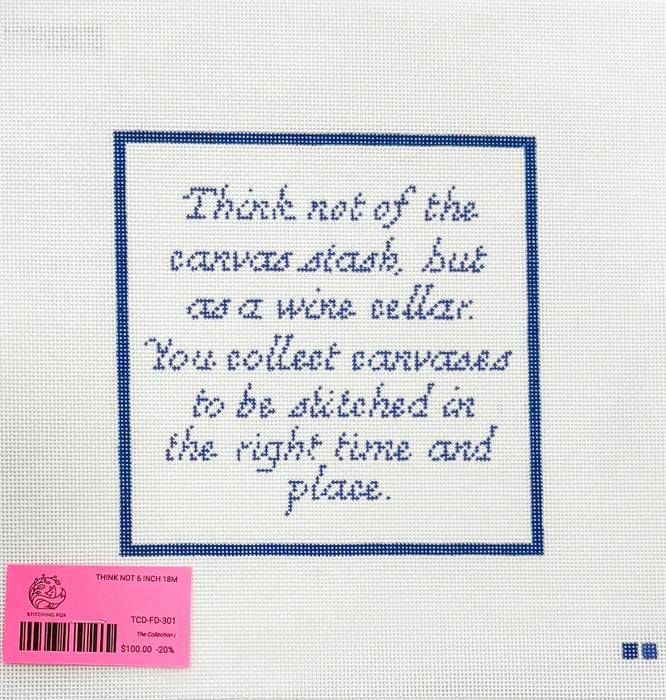 Think not of the
canvas stash, but
as a wine cellar.
You collect canvases
to be stitched in
the right time and
place.
THINK NOT 6 INCH 18M
STITCHING FOX
TCD-FD-301
The Collection
$100.00 -20%